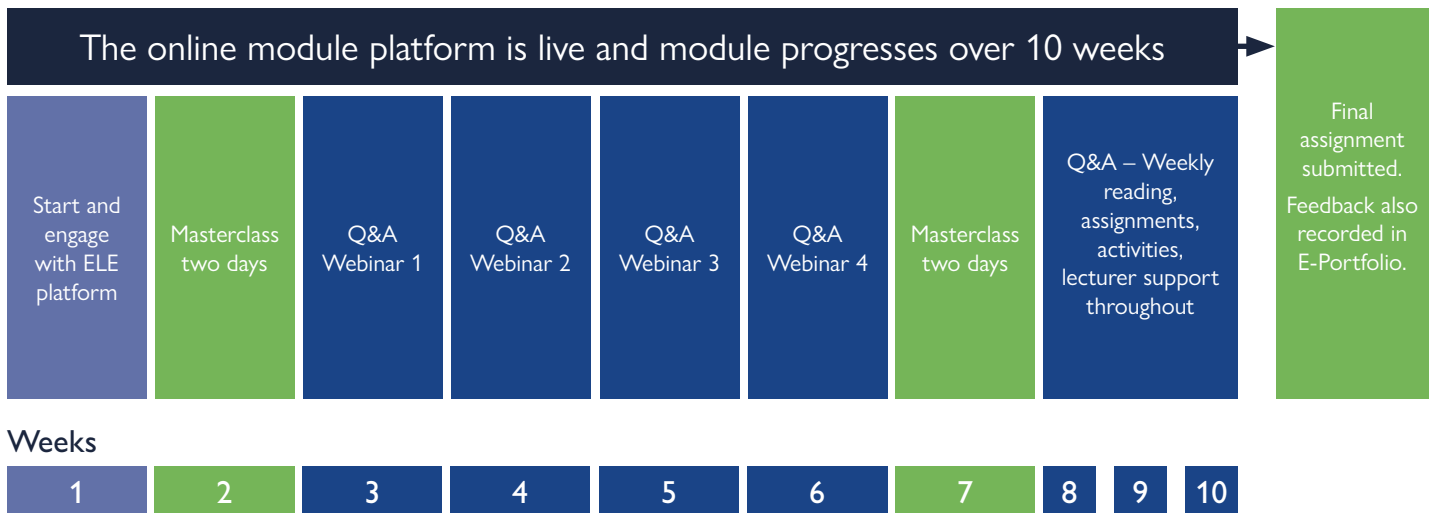 The online module platform is live and module progresses over 10 weeks
Start and
engage
with ELE
platform
Masterclass
two days
Q&A
Webinar 1
Q&A
Webinar 2
Q&A
Webinar 3
Q&A
Webinar 4
Masterclass
two days
Q&A – Weekly
reading,
assignments,
activities,
lecturer support
throughout
Final
assignment
submitted.
Feedback also
recorded in
E-Portfolio.
Weeks
1
2
3
4
5
6
7
8
9
10